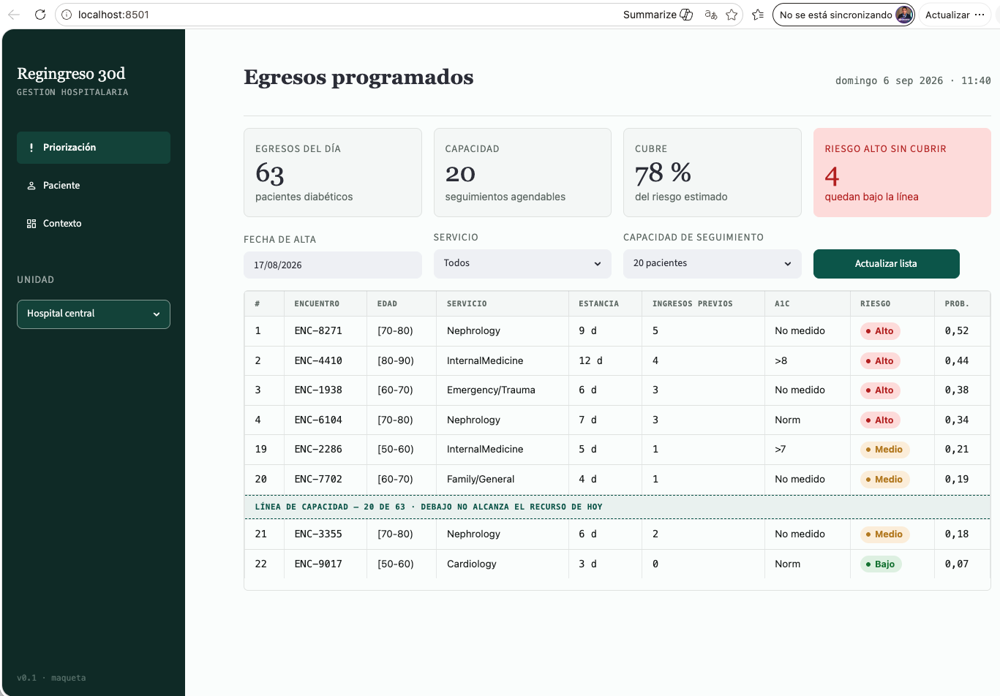 localhost:8501 Summarize No se está sincronizando Actualizar
Regingreso 30d
GESTION HOSPITALARIA
Priorización
Paciente
Contexto
UNIDAD
Hospital central
v0.1 · maqueta
Egresos programados
domingo 6 sep 2026 · 11:40
EGRESOS DEL DÍA
63
pacientes diabéticos
CAPACIDAD
20
seguimientos agendables
CUBRE
78 %
del riesgo estimado
RIESGO ALTO SIN CUBRIR
4
quedan bajo la línea
FECHA DE ALTA
17/08/2026
SERVICIO
Todos
CAPACIDAD DE SEGUIMIENTO
20 pacientes
Actualizar lista
# ENCUENTRO EDAD SERVICIO ESTANCIA INGRESOS PREVIOS A1C RIESGO PROB.
1 ENC-8271 [70-80) Nephrology 9 d 5 No medido Alto 0,52
2 ENC-4410 [80-90) InternalMedicine 12 d 4 >8 Alto 0,44
3 ENC-1938 [60-70) Emergency/Trauma 6 d 3 No medido Alto 0,38
4 ENC-6104 [70-80) Nephrology 7 d 3 Norm Alto 0,34
19 ENC-2286 [50-60) InternalMedicine 5 d 1 >7 Medio 0,21
20 ENC-7702 [60-70) Family/General 4 d 1 No medido Medio 0,19
LÍNEA DE CAPACIDAD — 20 DE 63 · DEBAJO NO ALCANZA EL RECURSO DE HOY
21 ENC-3355 [70-80) Nephrology 6 d 2 No medido Medio 0,18
22 ENC-9017 [50-60) Cardiology 3 d 0 Norm Bajo 0,07